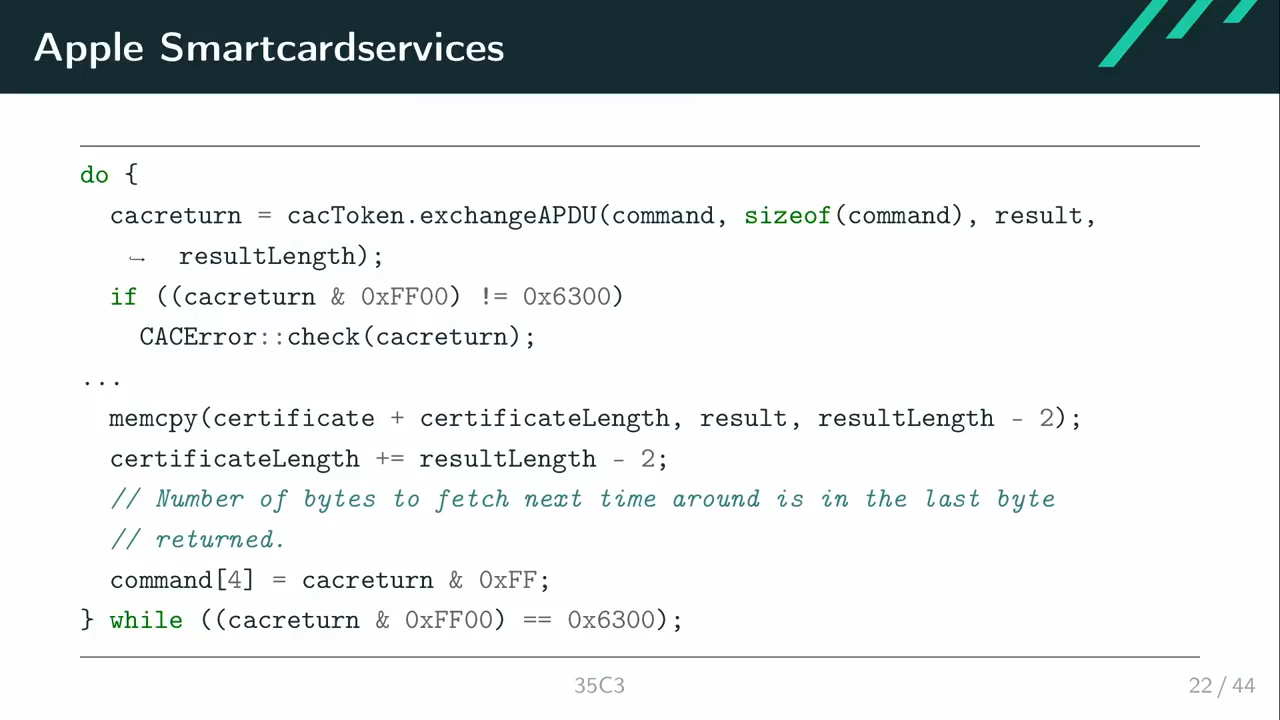 Apple Smartcardservices
do {
  cacreturn = cacToken.exchangeAPDU(command, sizeof(command), result,
   ↪  resultLength);
  if ((cacreturn & 0xFF00) != 0x6300)
    CACError::check(cacreturn);
...
  memcpy(certificate + certificateLength, result, resultLength - 2);
  certificateLength += resultLength - 2;
  // Number of bytes to fetch next time around is in the last byte
  // returned.
  command[4] = cacreturn & 0xFF;
} while ((cacreturn & 0xFF00) == 0x6300);
35C3
22 / 44